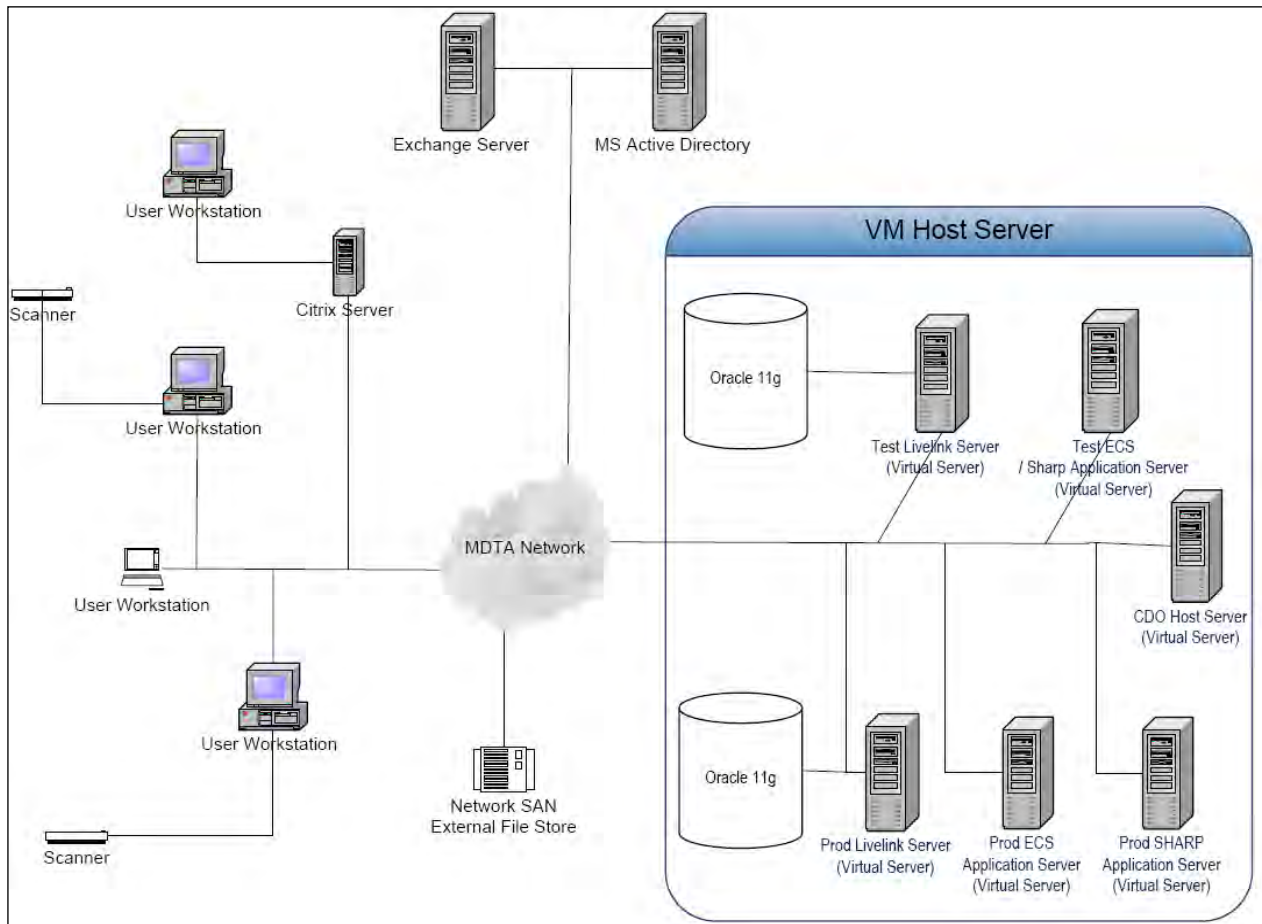 Exchange Server
MS Active Directory
User Workstation
VM Host Server
Citrix Server
Scanner
Oracle 11g
User Workstation
Test Livelink Server
(Virtual Server)
Test ECS
/ Sharp Application Server
(Virtual Server)
MDTA Network
User Workstation
CDO Host Server
(Virtual Server)
User Workstation
Oracle 11g
Network SAN
External File Store
Scanner
Prod Livelink Server
(Virtual Server)
Prod ECS
Application Server
(Virtual Server)
Prod SHARP
Application Server
(Virtual Server)